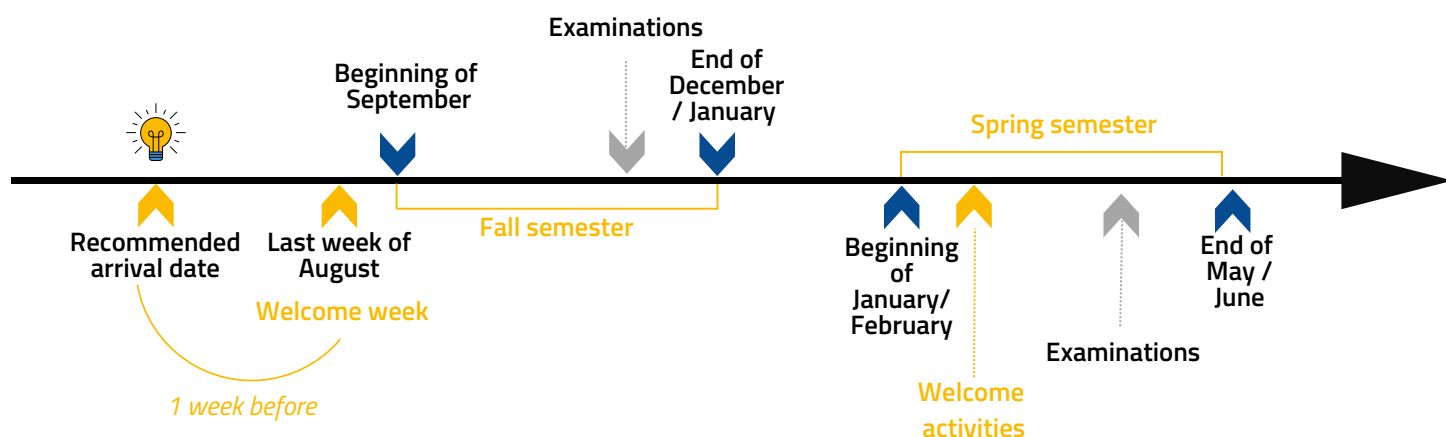 Examinations
Beginning of
September
End of
December
/ January
Spring semester
Recommended
arrival date
Last week of
August
Welcome week
1 week before
Fall semester
Beginning
of
January/
February
Welcome
activities
Examinations
End of
May /
June